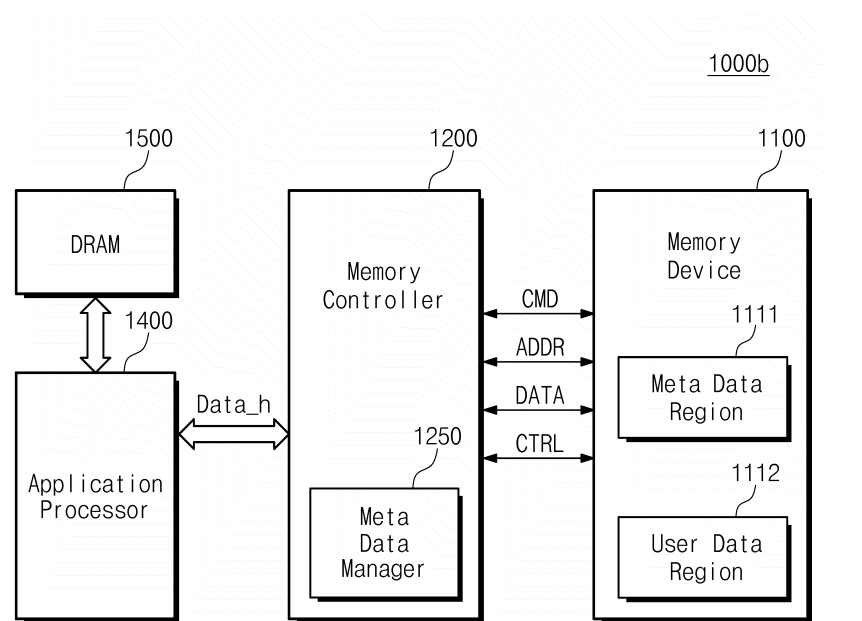 1000b
1500
1200
1100
DRAM
Memory
Controller
Memory
Device
CMD
ADDR
DATA
CTRL
1400
Data_h
Application
Processor
1250
Meta
Data
Manager
1111
Meta Data
Region
1112
User Data
Region